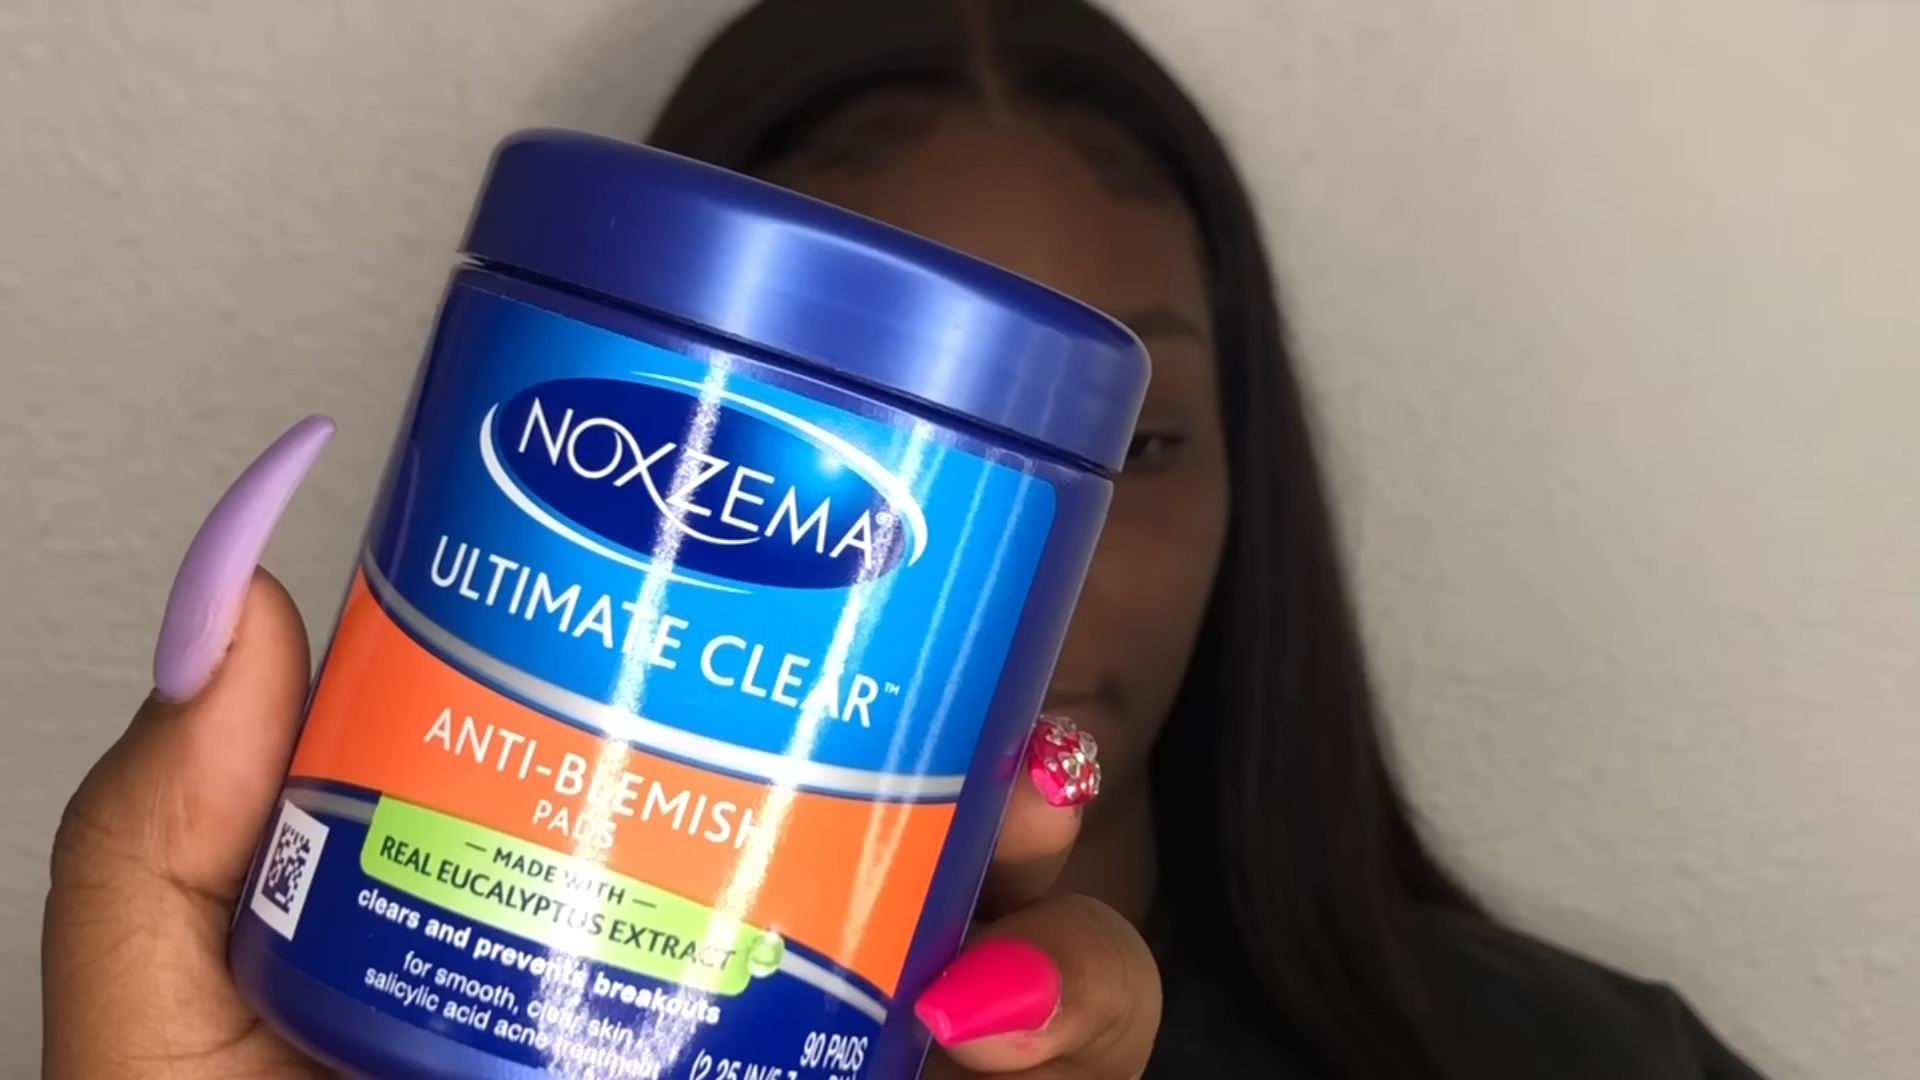 NOXZEMA®
ULTIMATE CLEAR™
ANTI-BLEMISH
PADS
— MADE WITH —
REAL EUCALYPTUS EXTRACT
clears and prevents breakouts
for smooth, clear skin
salicylic acid acne treatment
90 PADS